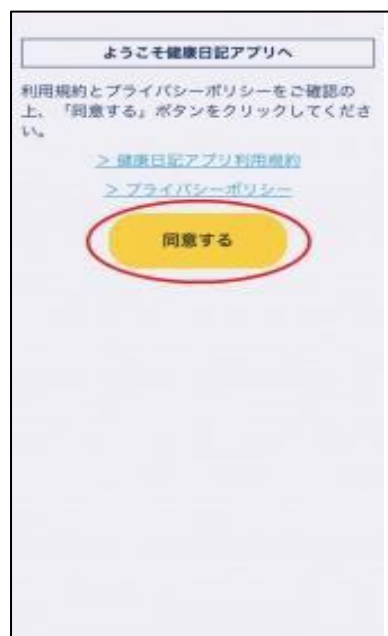 ようこそ健康日記アプリへ
利用規約とプライバシーポリシーをご確認の
上、「同意する」ボタンをクリックしてくださ
い。
> 健康日記アプリ利用規約
> プライバシーポリシー
同意する